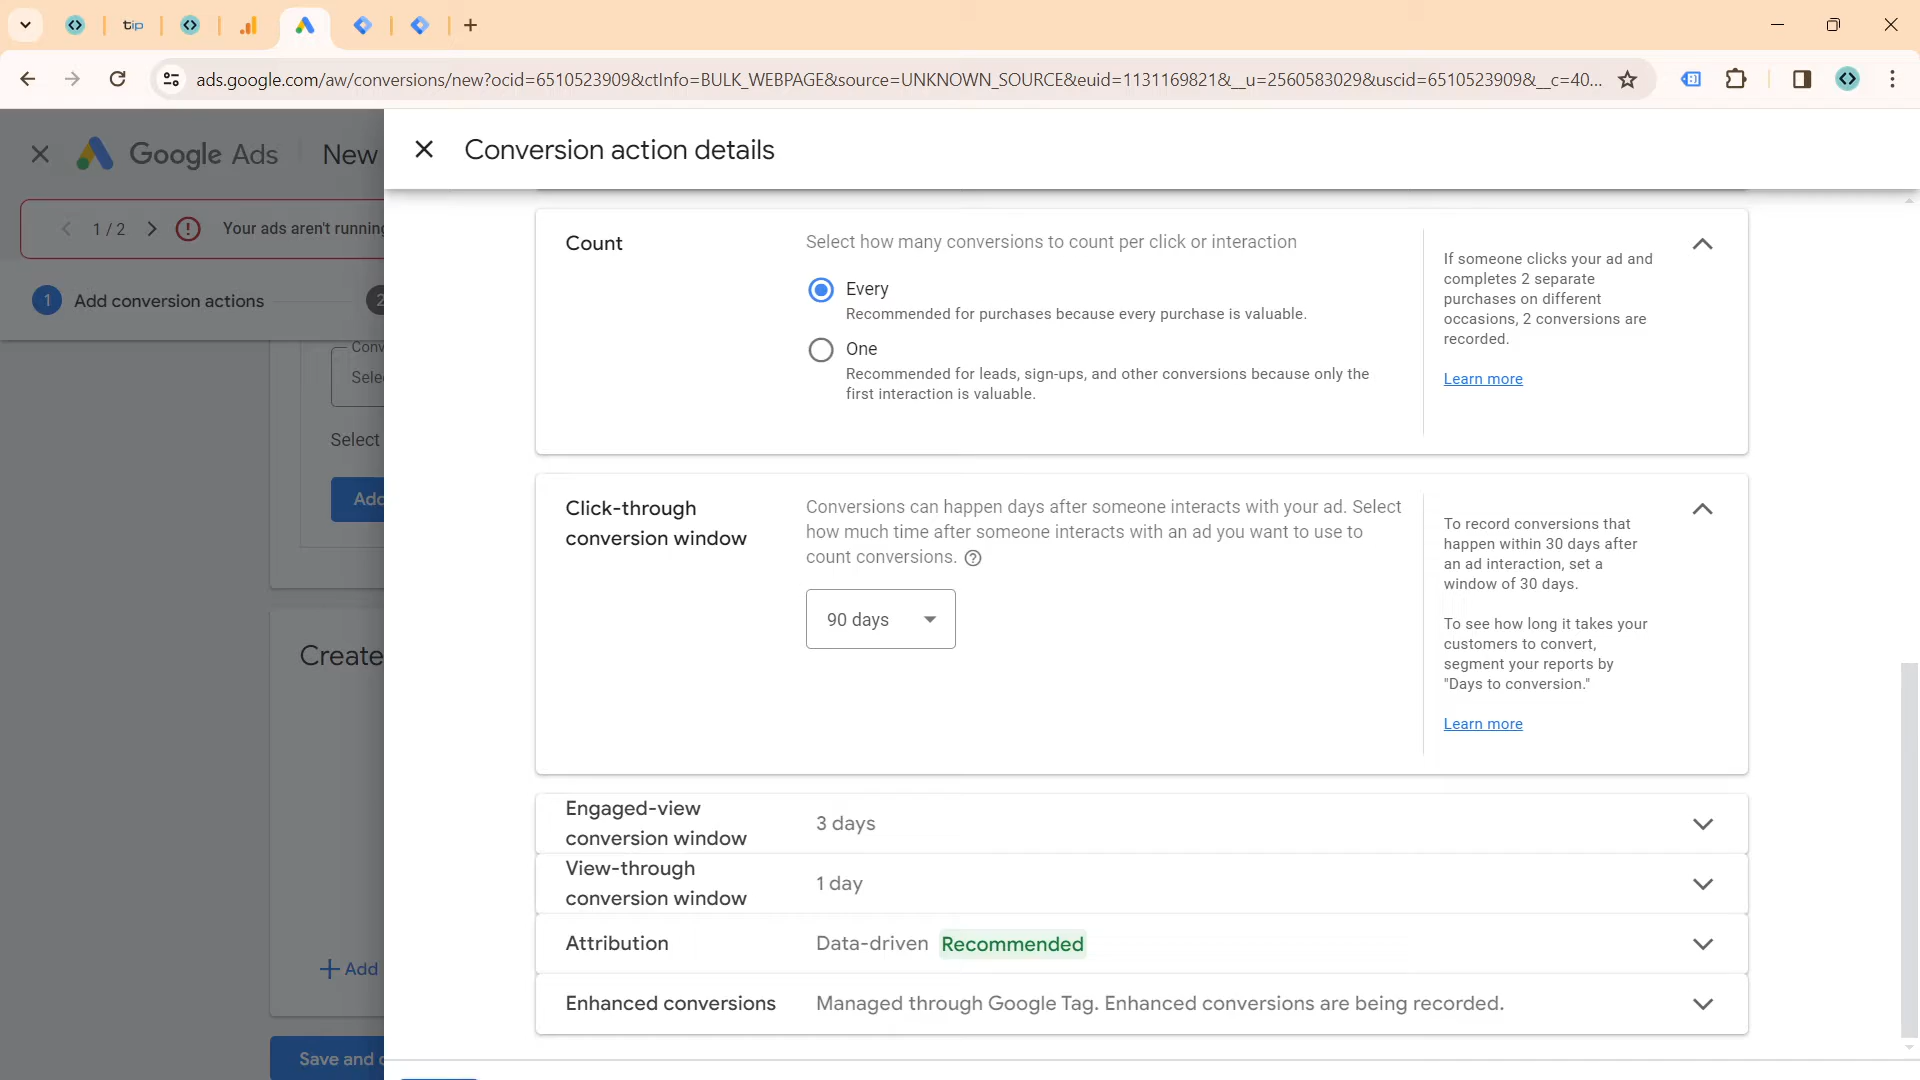 tip
ads.google.com/aw/conversions/new?ocid=6510523909&ctInfo=BULK_WEBPAGE&source=UNKNOWN_SOURCE&euid=1131169821&__u=2560583029&uscid=6510523909&__c=40...
Google Ads
New
Conversion action details
1 / 2
Your ads aren't running
1
Add conversion actions
2
Conv
Sele
Select
Add
Create
Add
Save and c
Count
Select how many conversions to count per click or interaction
Every
Recommended for purchases because every purchase is valuable.
One
Recommended for leads, sign-ups, and other conversions because only the
first interaction is valuable.
If someone clicks your ad and
completes 2 separate
purchases on different
occasions, 2 conversions are
recorded.
Learn more
Click-through
conversion window
Conversions can happen days after someone interacts with your ad. Select
how much time after someone interacts with an ad you want to use to
count conversions.
90 days
To record conversions that
happen within 30 days after
an ad interaction, set a
window of 30 days.
To see how long it takes your
customers to convert,
segment your reports by
"Days to conversion."
Learn more
Engaged-view
conversion window
3 days
View-through
conversion window
1 day
Attribution
Data-driven Recommended
Enhanced conversions
Managed through Google Tag. Enhanced conversions are being recorded.